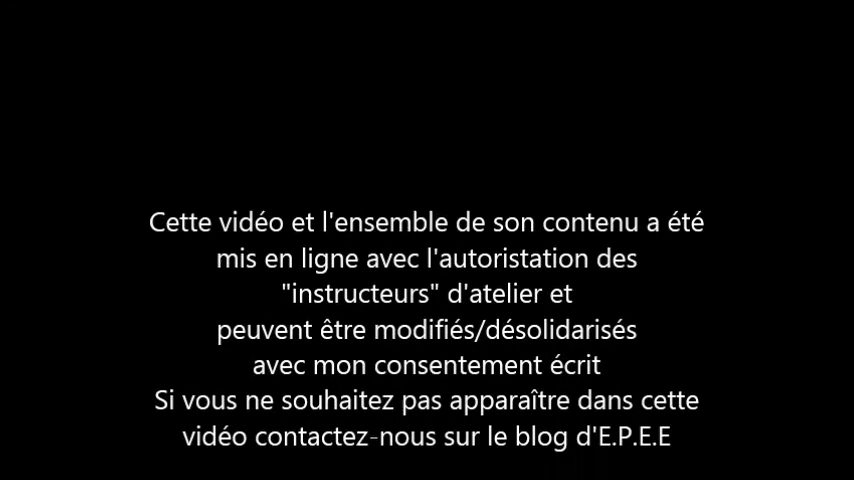 Cette vidéo et l'ensemble de son contenu a été
mis en ligne avec l'autoristation des
"instructeurs" d'atelier et
peuvent être modifiés/désolidarisés
avec mon consentement écrit
Si vous ne souhaitez pas apparaître dans cette
vidéo contactez-nous sur le blog d'E.P.E.E